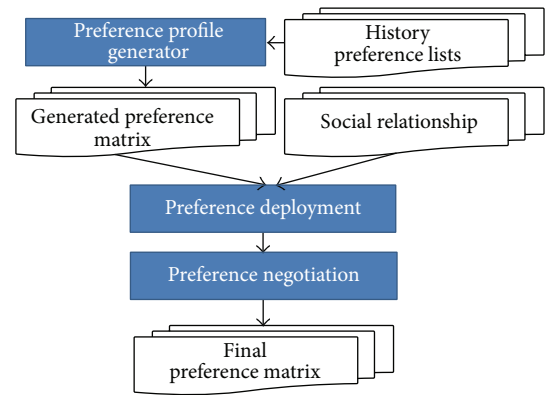 Preference profile
generator
History
preference lists
Generated preference
matrix
Social relationship
Preference deployment
Preference negotiation
Final
preference matrix